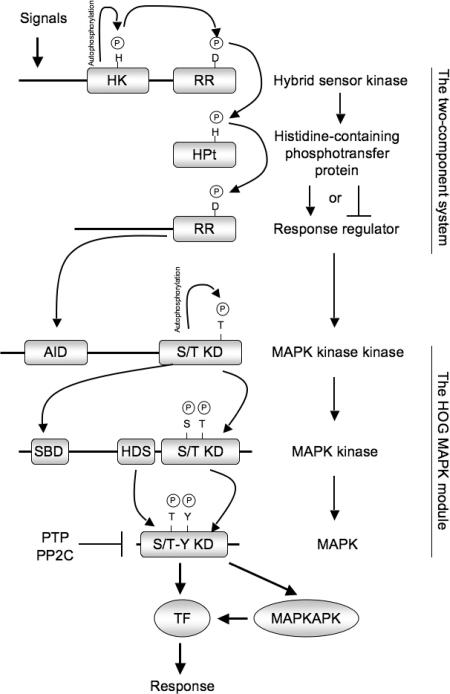 Signals
Autophosphorylation
P
P
H
D
HK
RR
Hybrid sensor kinase
P
H
HPt
Histidine-containing
phosphotransfer
protein
or
P
D
RR
Response regulator
The two-component system
Autophosphorylation
P
T
AID
S/T KD
MAPK kinase kinase
P P
S T
SBD
HDS
S/T KD
MAPK kinase
The HOG MAPK module
P P
T Y
PTP
PP2C
S/T-Y KD
MAPK
TF
MAPKAPK
Response